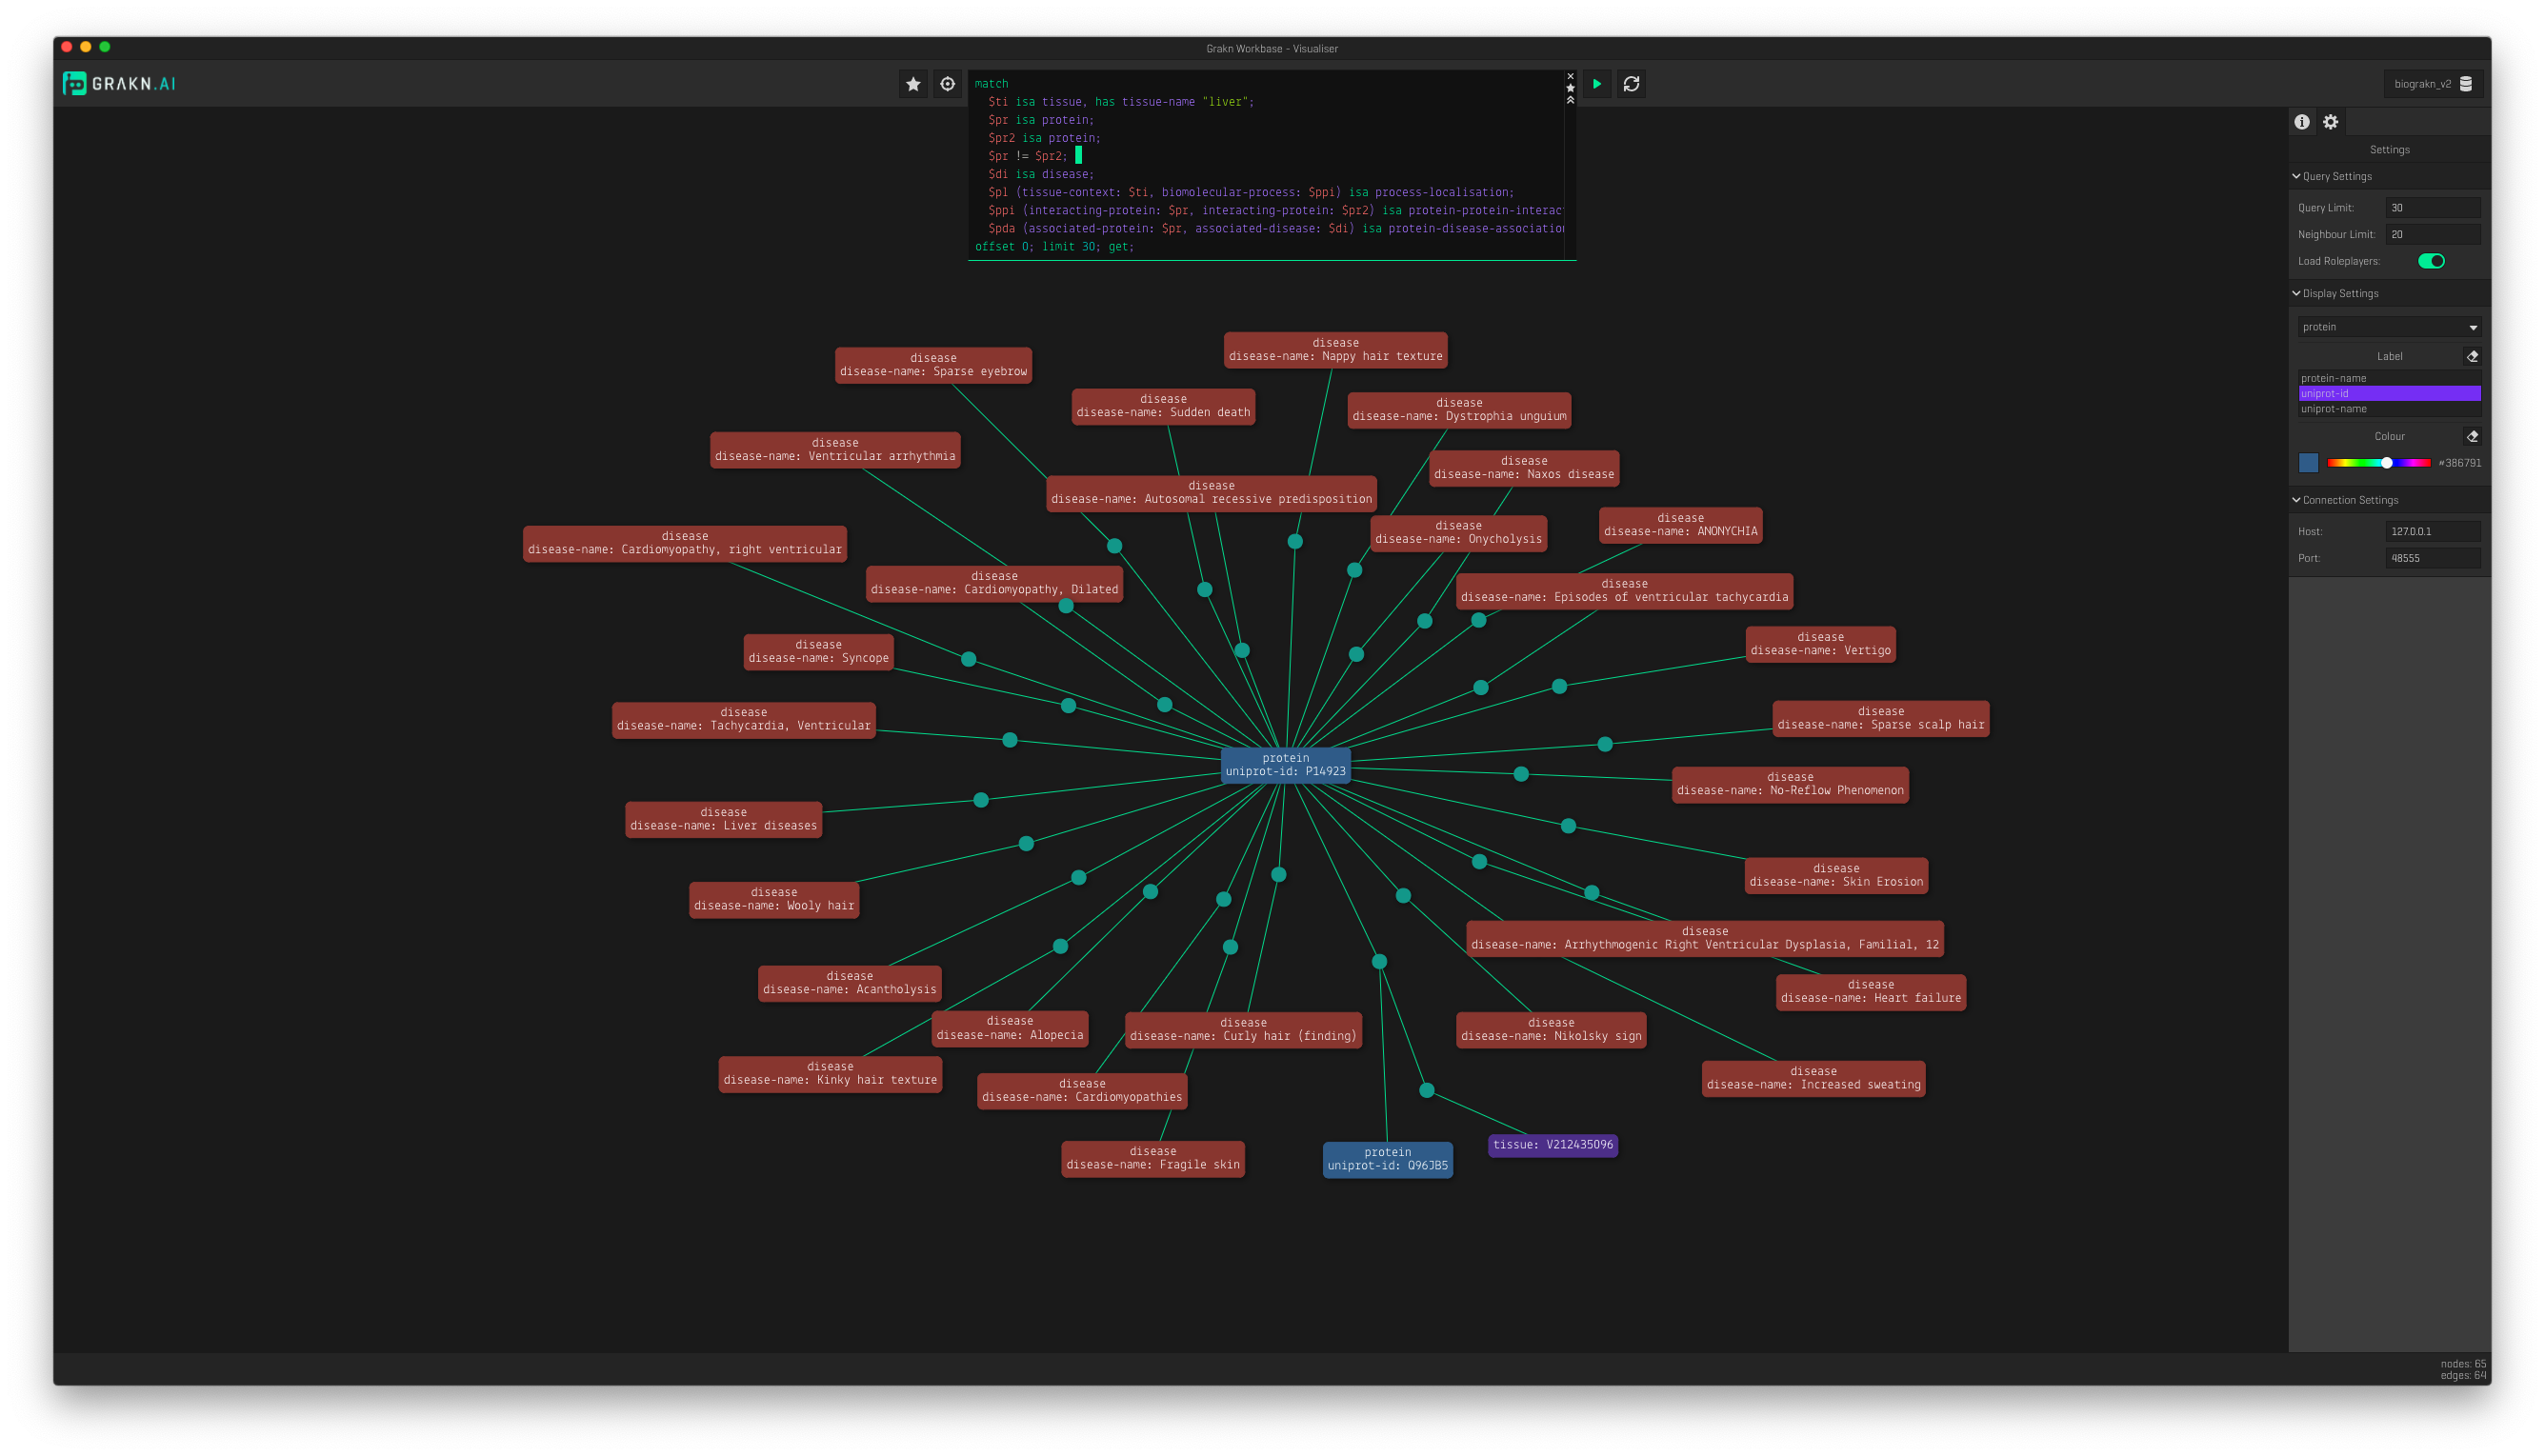 Grakn Workbase - Visualiser
GRAKN.AI
match
$ti isa tissue, has tissue-name "liver";
$pr isa protein;
$pr2 isa protein;
$pr != $pr2;
$di isa disease;
$pl (tissue-context: $ti, biomolecular-process: $ppi) isa process-localisation;
$ppi (interacting-protein: $pr, interacting-protein: $pr2) isa protein-protein-interac
$pda (associated-protein: $pr, associated-disease: $di) isa protein-disease-association
offset 0; limit 30; get;
biograkn_v2
Settings
Query Settings
Query Limit: 30
Neighbour Limit: 20
Load Roleplayers:
Display Settings
protein
Label
protein-name
uniprot-id
uniprot-name
Colour
#386791
Connection Settings
Host: 127.0.0.1
Port: 48555
disease
disease-name: Nappy hair texture
disease
disease-name: Sparse eyebrow
disease
disease-name: Sudden death
disease
disease-name: Dystrophia unguium
disease
disease-name: Ventricular arrhythmia
disease
disease-name: Naxos disease
disease
disease-name: Autosomal recessive predisposition
disease
disease-name: ANONYCHIA
disease
disease-name: Onycholysis
disease
disease-name: Cardiomyopathy, right ventricular
disease
disease-name: Cardiomyopathy, Dilated
disease
disease-name: Episodes of ventricular tachycardia
disease
disease-name: Vertigo
disease
disease-name: Syncope
disease
disease-name: Sparse scalp hair
disease
disease-name: Tachycardia, Ventricular
protein
uniprot-id: P14923
disease
disease-name: No-Reflow Phenomenon
disease
disease-name: Liver diseases
disease
disease-name: Skin Erosion
disease
disease-name: Wooly hair
disease
disease-name: Arrhythmogenic Right Ventricular Dysplasia, Familial, 12
disease
disease-name: Acantholysis
disease
disease-name: Heart failure
disease
disease-name: Alopecia
disease
disease-name: Curly hair (finding)
disease
disease-name: Nikolsky sign
disease
disease-name: Kinky hair texture
disease
disease-name: Increased sweating
disease
disease-name: Cardiomyopathies
tissue: V212435096
disease
disease-name: Fragile skin
protein
uniprot-id: Q96JB5
nodes: 65
edges: 64